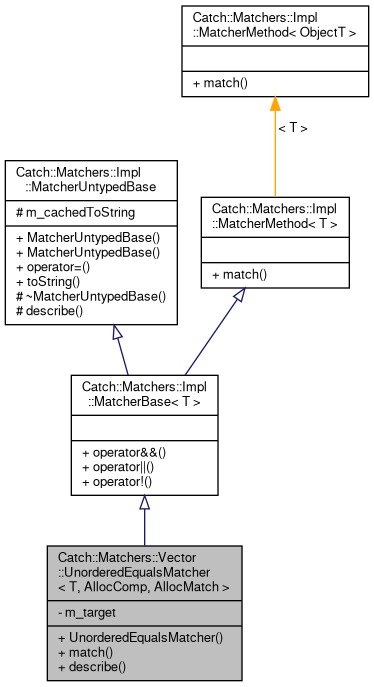 Catch::Matchers::Impl
::MatcherMethod< ObjectT >
+ match()
< T >
Catch::Matchers::Impl
::MatcherUntypedBase
# m_cachedToString
+ MatcherUntypedBase()
+ MatcherUntypedBase()
+ operator=()
+ toString()
# ~MatcherUntypedBase()
# describe()
Catch::Matchers::Impl
::MatcherMethod< T >
+ match()
Catch::Matchers::Impl
::MatcherBase< T >
+ operator&&()
+ operator||()
+ operator!()
Catch::Matchers::Vector
::UnorderedEqualsMatcher
< T, AllocComp, AllocMatch >
- m_target
+ UnorderedEqualsMatcher()
+ match()
+ describe()